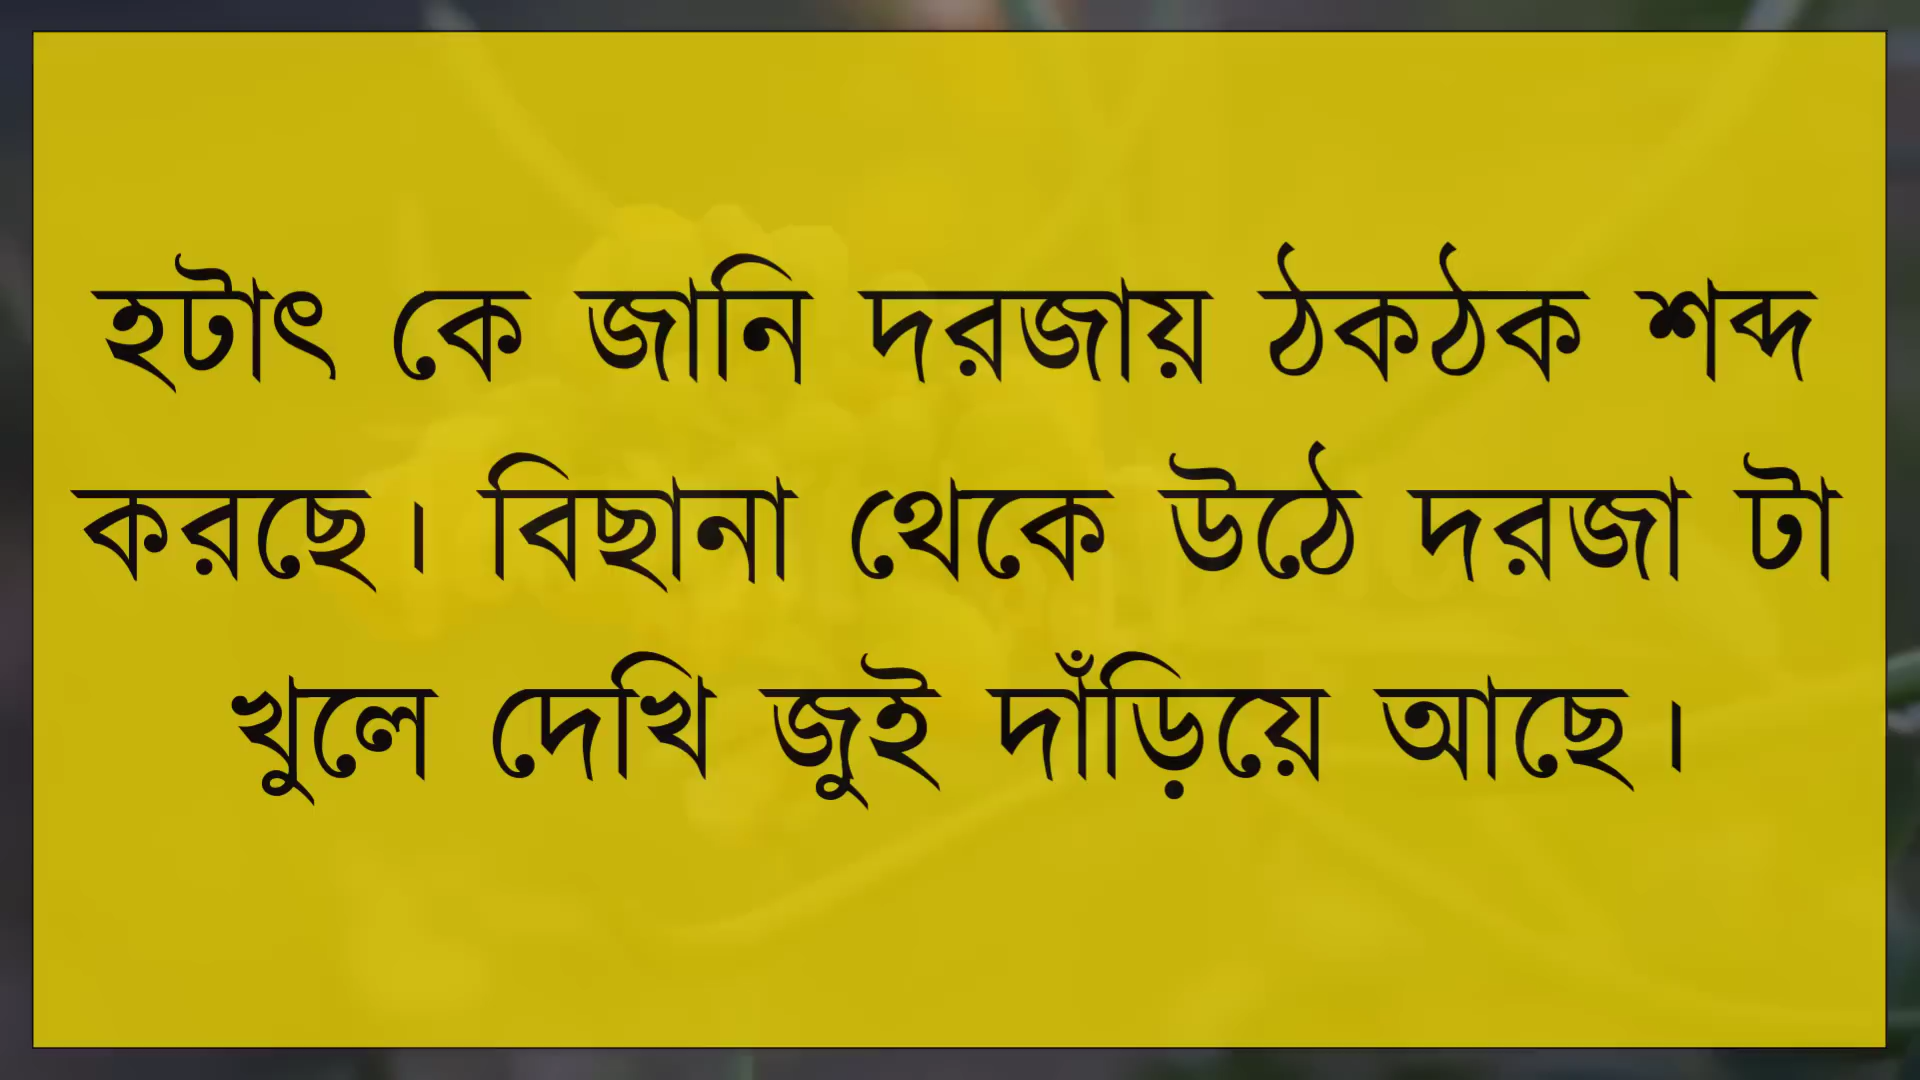 হটাৎ কে জানি দরজায় ঠকঠক শব্দ
করছে। বিছানা থেকে উঠে দরজা টা
খুলে দেখি জুই দাঁড়িয়ে আছে।